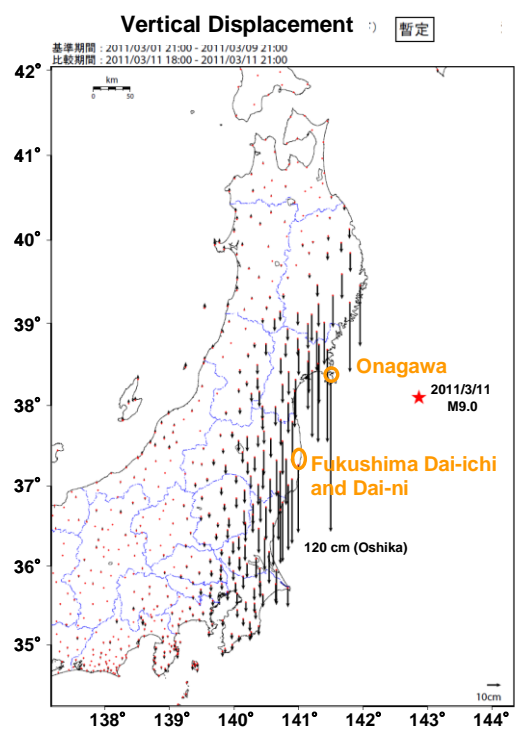 Vertical Displacement
暫定
基準期間 : 2011/03/01 21:00 - 2011/03/09 21:00
比較期間 : 2011/03/11 18:00 - 2011/03/11 21:00
km
0 50
42°
41°
40°
39°
38°
37°
36°
35°
Onagawa
2011/3/11
M9.0
Fukushima Dai-ichi
and Dai-ni
120 cm (Oshika)
10cm
138° 139° 140° 141° 142° 143° 144°